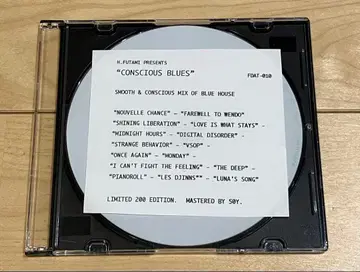 H.FUTAMI PRESENTS
"CONSCIOUS BLUES"
FDAT-010
SMOOTH & CONSCIOUS MIX OF BLUE HOUSE
"NOUVELLE CHANCE" - "FAREWELL TO WENDO"
"SHINING LIBERATION" - "LOVE IS WHAT STAYS" -
"MIDNIGHT HOURS" - "DIGITAL DISORDER" -
"STRANGE BEHAVIOR" - "VSOP" -
"ONCE AGAIN" - "MONDAY" -
"I CAN'T FIGHT THE FEELING" - "THE DEEP" -
"PIANOROLL" - "LES DJINNS"" - "LUNA'S SONG"
LIMITED 200 EDITION. MASTERED BY SOY.